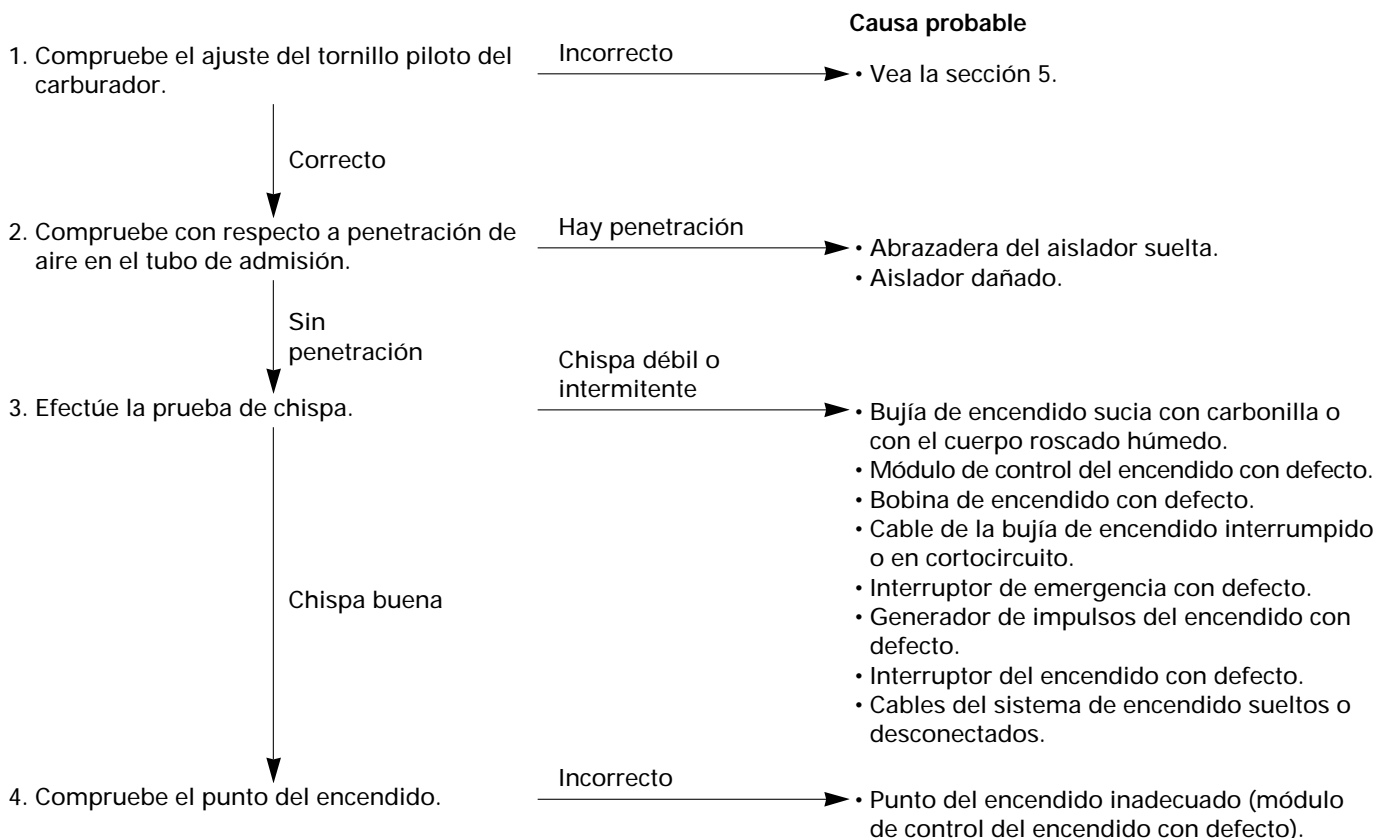 Causa probable
1. Compruebe el ajuste del tornillo piloto del
carburador.
Incorrecto
• Vea la sección 5.
Correcto
2. Compruebe con respecto a penetración de
aire en el tubo de admisión.
Hay penetración
• Abrazadera del aislador suelta.
• Aislador dañado.
Sin
penetración
3. Efectúe la prueba de chispa.
Chispa débil o
intermitente
• Bujía de encendido sucia con carbonilla o
con el cuerpo roscado húmedo.
• Módulo de control del encendido con defecto.
• Bobina de encendido con defecto.
• Cable de la bujía de encendido interrumpido
o en cortocircuito.
• Interruptor de emergencia con defecto.
• Generador de impulsos del encendido con
defecto.
• Interruptor del encendido con defecto.
• Cables del sistema de encendido sueltos o
desconectados.
Chispa buena
4. Compruebe el punto del encendido.
Incorrecto
• Punto del encendido inadecuado (módulo
de control del encendido con defecto).